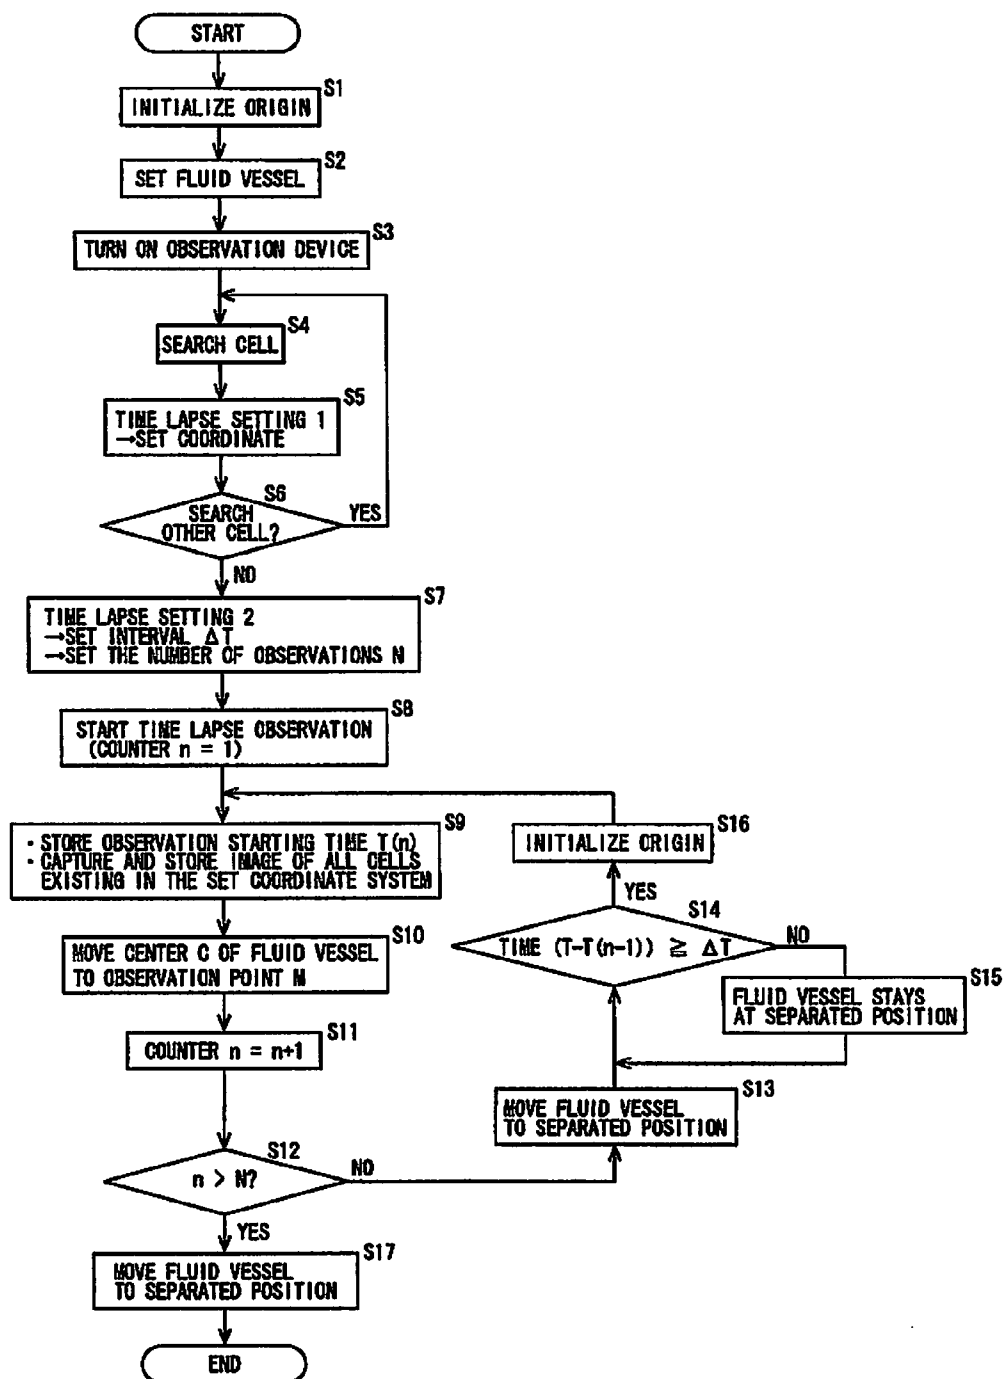 START
S1
INITIALIZE ORIGIN
S2
SET FLUID VESSEL
S3
TURN ON OBSERVATION DEVICE
S4
SEARCH CELL
S5
TIME LAPSE SETTING 1
→SET COORDINATE
S6
SEARCH
OTHER CELL?
YES
NO
S7
TIME LAPSE SETTING 2
→SET INTERVAL ΔT
→SET THE NUMBER OF OBSERVATIONS N
S8
START TIME LAPSE OBSERVATION
(COUNTER n = 1)
S9
・STORE OBSERVATION STARTING TIME T(n)
・CAPTURE AND STORE IMAGE OF ALL CELLS
EXISTING IN THE SET COORDINATE SYSTEM
S10
MOVE CENTER C OF FLUID VESSEL
TO OBSERVATION POINT M
S11
COUNTER n = n+1
S12
n > N?
NO
YES
S13
MOVE FLUID VESSEL
TO SEPARATED POSITION
S14
TIME (T-T(n-1)) ≧ ΔT
NO
YES
S15
FLUID VESSEL STAYS
AT SEPARATED POSITION
S16
INITIALIZE ORIGIN
S17
MOVE FLUID VESSEL
TO SEPARATED POSITION
END